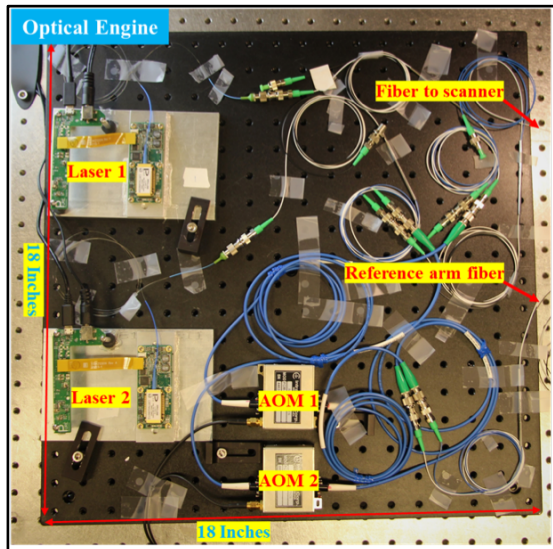 Optical Engine
Fiber to scanner
Laser 1
18 Inches
Reference arm fiber
Laser 2
AOM 1
AOM 2
18 Inches